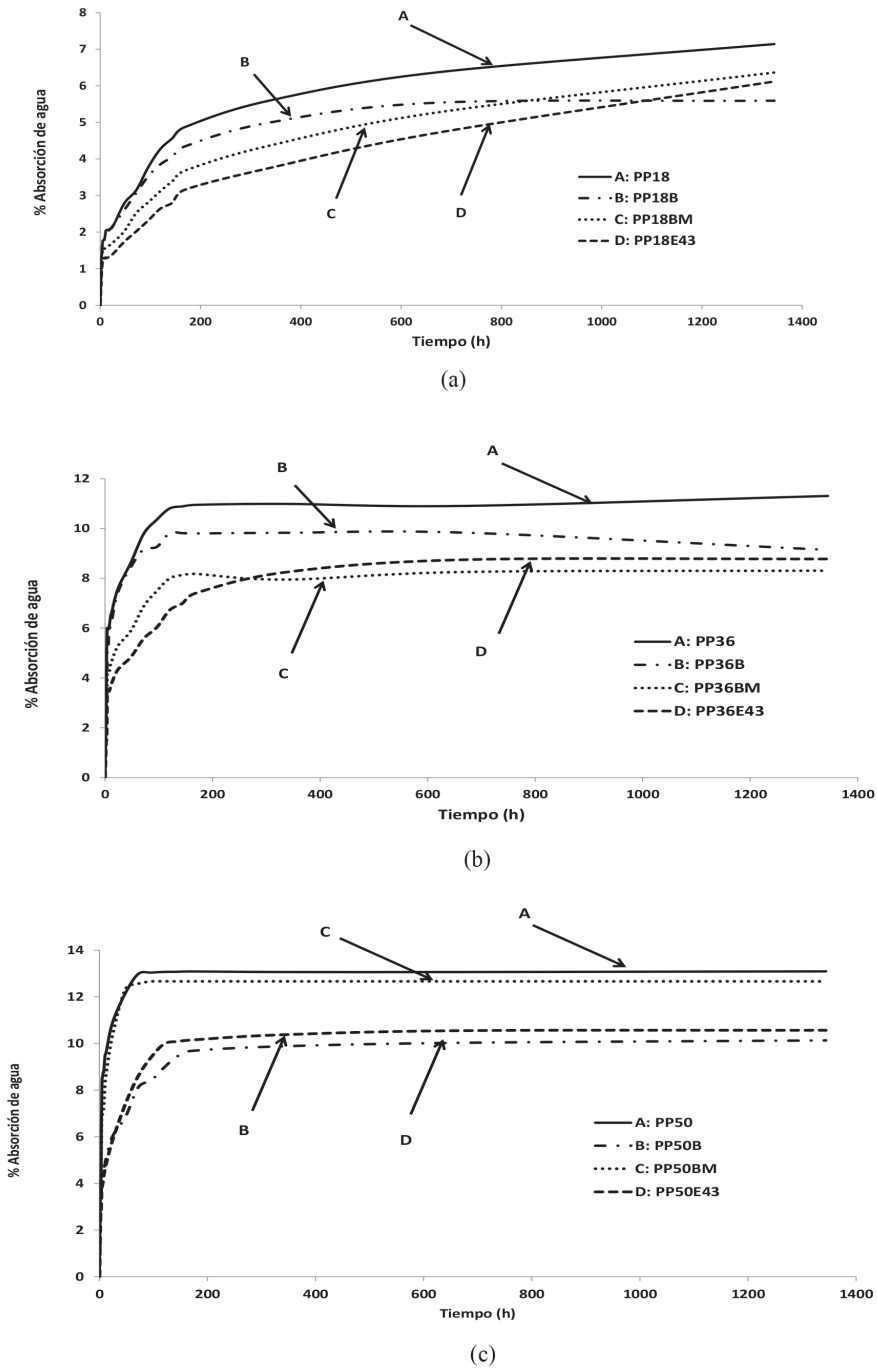 8
7
6
5
4
3
2
1
0
% Absorción de agua
0 200 400 600 800 1000 1200 1400
Tiempo (h)
A
B
C
D
A: PP18
B: PP18B
C: PP18BM
D: PP18E43
(a)
12
10
8
6
4
2
0
% Absorción de agua
0 200 400 600 800 1000 1200 1400
Tiempo (h)
A
B
C
D
A: PP36
B: PP36B
C: PP36BM
D: PP36E43
(b)
14
12
10
8
6
4
2
0
% Absorción de agua
0 200 400 600 800 1000 1200 1400
Tiempo (h)
A
C
B
D
A: PP50
B: PP50B
C: PP50BM
D: PP50E43
(c)